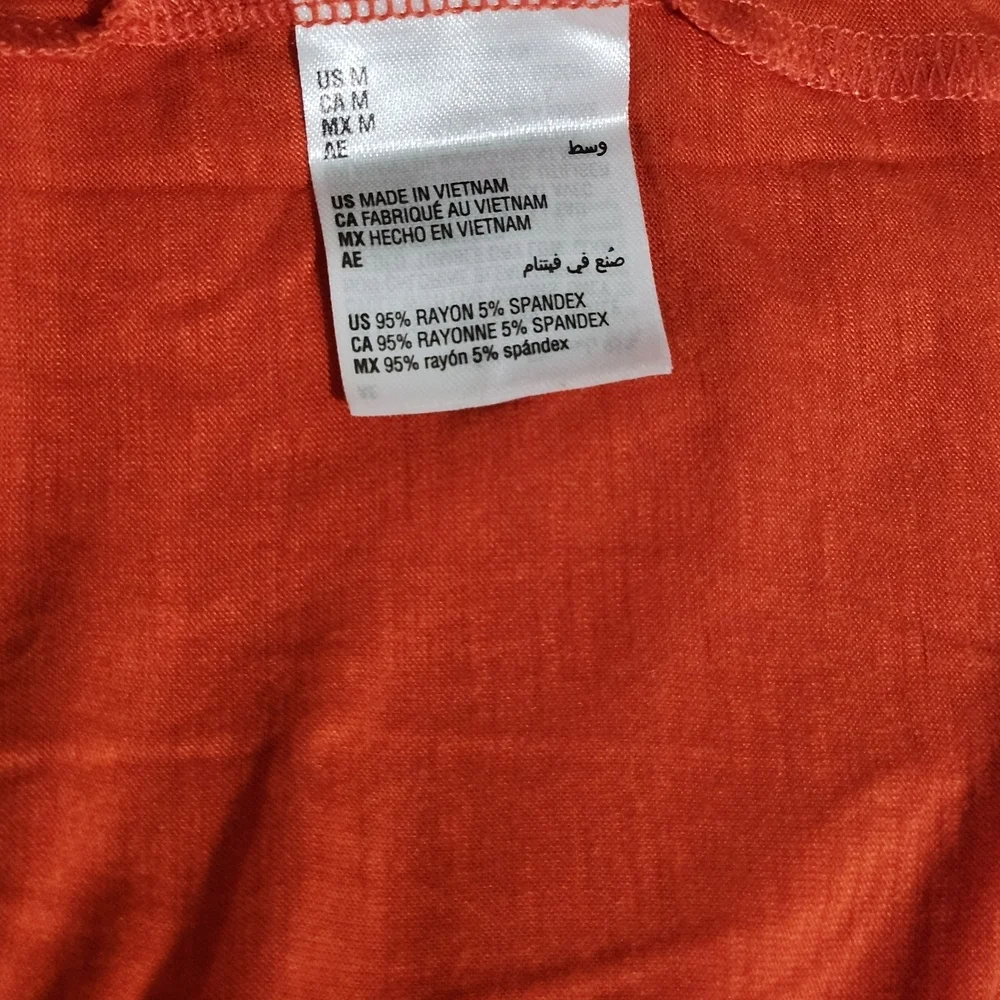 US M
CA M
MX M
AE وسط
US MADE IN VIETNAM
CA FABRIQUÉ AU VIETNAM
MX HECHO EN VIETNAM
AE صُنع في فيتنام
US 95% RAYON 5% SPANDEX
CA 95% RAYONNE 5% SPANDEX
MX 95% rayón 5% spándex